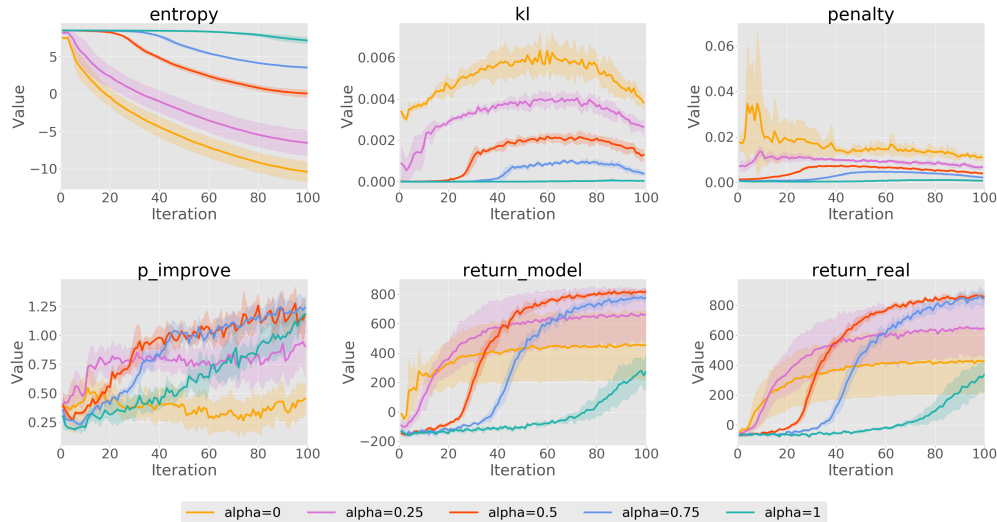 entropy
kl
penalty
Value
5
0
−5
−10
0 20 40 60 80 100
Iteration
Value
0.006
0.004
0.002
0.000
0 20 40 60 80 100
Iteration
Value
0.06
0.04
0.02
0.00
0 20 40 60 80 100
Iteration
p_improve
return_model
return_real
Value
1.25
1.00
0.75
0.50
0.25
0 20 40 60 80 100
Iteration
Value
800
600
400
200
0
−200
0 20 40 60 80 100
Iteration
Value
800
600
400
200
0
0 20 40 60 80 100
Iteration
alpha=0 alpha=0.25 alpha=0.5 alpha=0.75 alpha=1